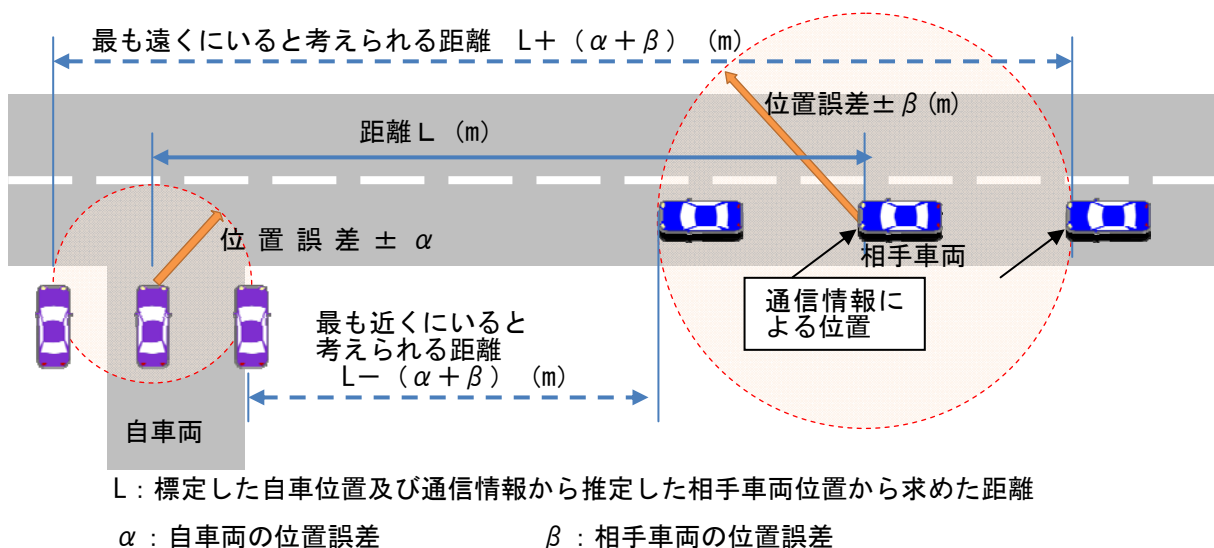 最も遠くにいると考えられる距離 L+(α+β) (m)
位置誤差±β(m)
距離L (m)
位置誤差±α
相手車両
通信情報に
よる位置
最も近くにいると
考えられる距離
L-(α+β) (m)
自車両
L:標定した自車位置及び通信情報から推定した相手車両位置から求めた距離
α:自車両の位置誤差 β:相手車両の位置誤差